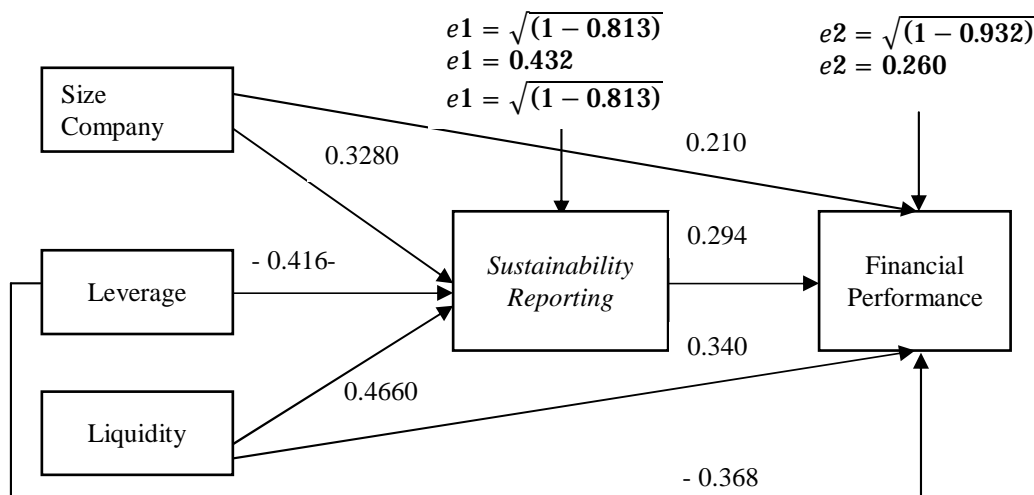 e1 = √(1 − 0.813)
e1 = 0.432
e1 = √(1 − 0.813)
e2 = √(1 − 0.932)
e2 = 0.260
Size
Company
0.3280
0.210
- 0.416-
Leverage
Sustainability
Reporting
0.294
Financial
Performance
0.340
0.4660
Liquidity
- 0.368